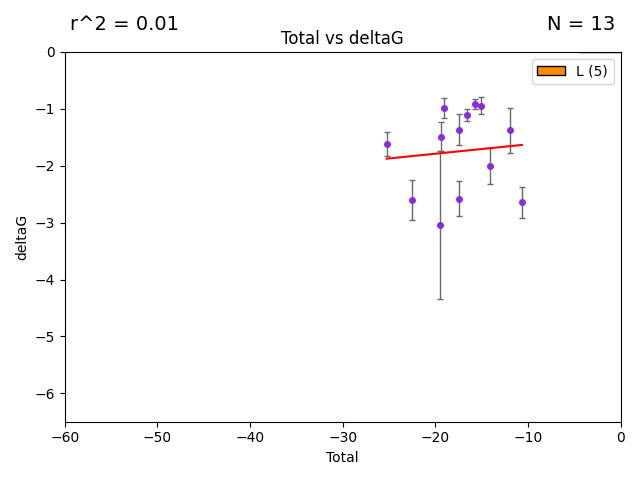 r^2 = 0.01
N = 13
Total vs deltaG
L (5)
deltaG
0
−1
−2
−3
−4
−5
−6
−60
−50
−40
−30
−20
−10
0
Total